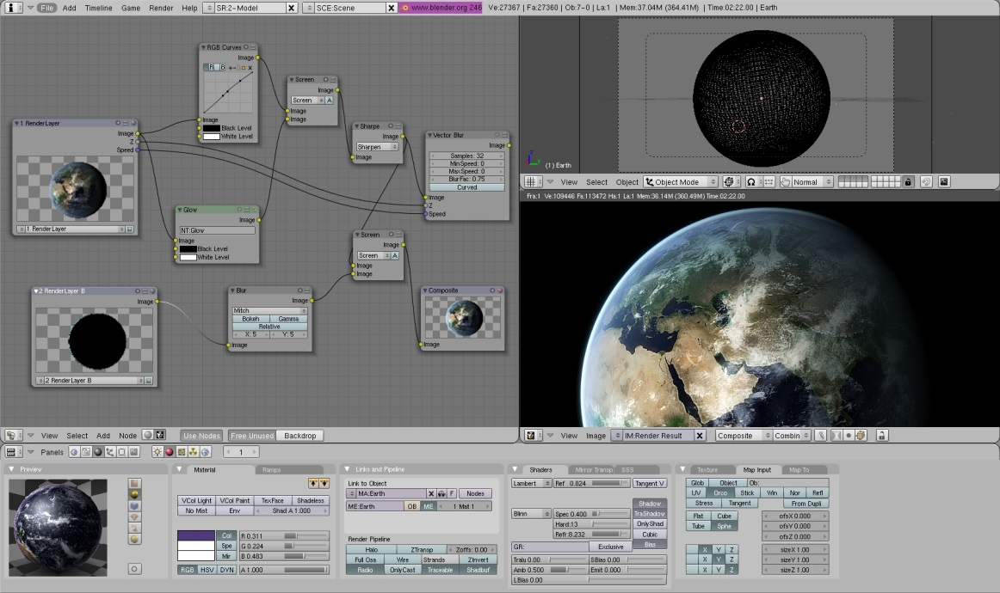 File Add Timeline Game Render Help SR:2-Model X SCE:Scene X www.blender.org 246 Ve:27367 | Fa:27360 | Ob:7-0 | La:1 | Mem:37.04M (364.41M) | Time:02:22.00 | Earth
RGB Curves
Image
R B
Image
Black Level
White Level
Screen
Image
Screen A
Image
Image
1 RenderLayer
Image
Z
Speed
1 RenderLayer
Sharpe
Image
Sharpen
Image
Vector Blur
Image
Samples: 32
MinSpeed: 0
MaxSpeed: 0
BlurFac: 0.75
Curved
Image
Z
Speed
Glow
Image
NT:Glow
Image
Black Level
White Level
Screen
Image
Screen A
Image
Image
2 RenderLayer B
Image
2 RenderLayer B
Blur
Image
Mitch
Bokeh Gamma
Relative
X: 5 Y: 5
Image
Composite
Image
View Select Add Node Use Nodes Free Unused Backdrop
Z
Y
(1) Earth
View Select Object Object Mode Normal
Fra:1 Ve:109446 Fa:113472 Ha:1 La:1 Mem:36.14M (360.49M) Time:02:22.00
View Image IM:Render Result X Composite Combin
Panels 1
Preview
Material Ramps
VCol Light VCol Paint TexFace Shadeless
No Mist Env Shad A 1.000
Col R 0.311
Spe G 0.224
Mir B 0.483
RGB HSV DYN A 1.000
Links and Pipeline
Link to Object
MA:Earth X F Nodes
ME:Earth OB ME 1 Mat 1
Render Pipeline
Halo ZTransp Zoffs: 0.00
Full Osa Wire Strands ZInvert
Radio OnlyCast Traceable Shadbuf
Shaders Mirror Transp SSS
Lambert Ref 0.824 Tangent V
Shadow
Blinn Spec 0.400 TraShadow
Hard:13 OnlyShad
Refr:8.232 Cubic
GR: Exclusive Bias
Tralu 0.00 SBias 0.00
Amb 0.500 Emit 0.000
LBias 0.00
Texture Map Input Map To
Glob Object Ob:
UV Orco Stick Win Nor Refl
Stress Tangent From Dupli
Flat Cube ofsX 0.000
Tube Sphe ofsY 0.000
ofsZ 0.000
X Y Z sizeX 1.00
X Y Z sizeY 1.00
X Y Z sizeZ 1.00